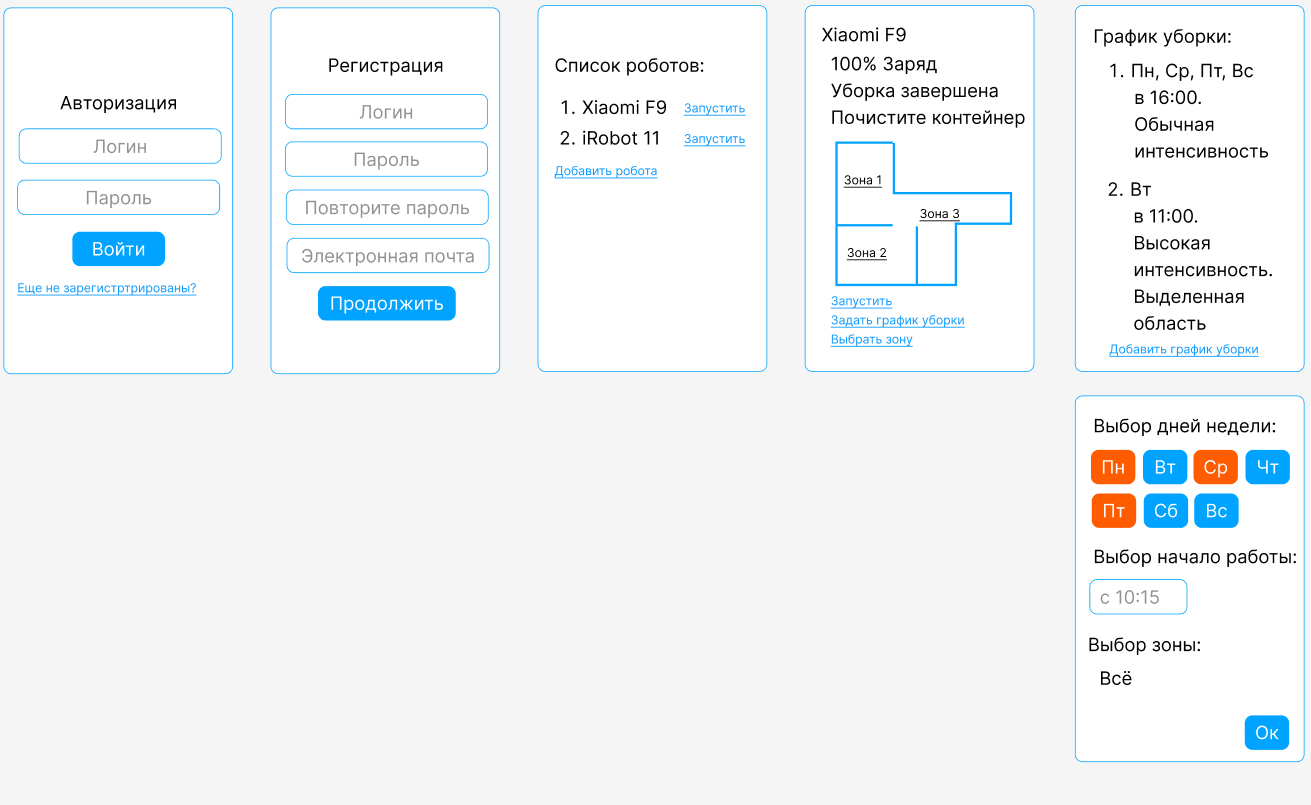 Авторизация
Логин
Пароль
Войти
Еще не зарегистртрированы?
Регистрация
Логин
Пароль
Повторите пароль
Электронная почта
Продолжить
Список роботов:
1. Xiaomi F9 Запустить
2. iRobot 11 Запустить
Добавить робота
Xiaomi F9
100% Заряд
Уборка завершена
Почистите контейнер
Зона 1
Зона 3
Зона 2
Запустить
Задать график уборки
Выбрать зону
График уборки:
1. Пн, Ср, Пт, Вс
в 16:00.
Обычная
интенсивность
2. Вт
в 11:00.
Высокая
интенсивность.
Выделенная
область
Добавить график уборки
Выбор дней недели:
Пн Вт Ср Чт
Пт Сб Вс
Выбор начало работы:
с 10:15
Выбор зоны:
Всё
Ок